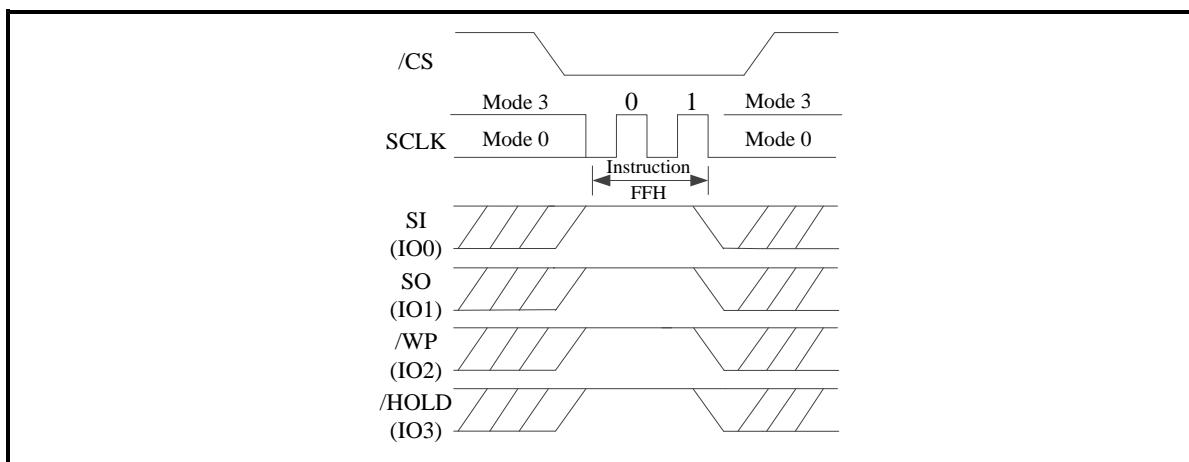 /CS
Mode 3 0 1 Mode 3
SCLK Mode 0 Mode 0
Instruction
FFH
SI
(IO0)
SO
(IO1)
/WP
(IO2)
/HOLD
(IO3)